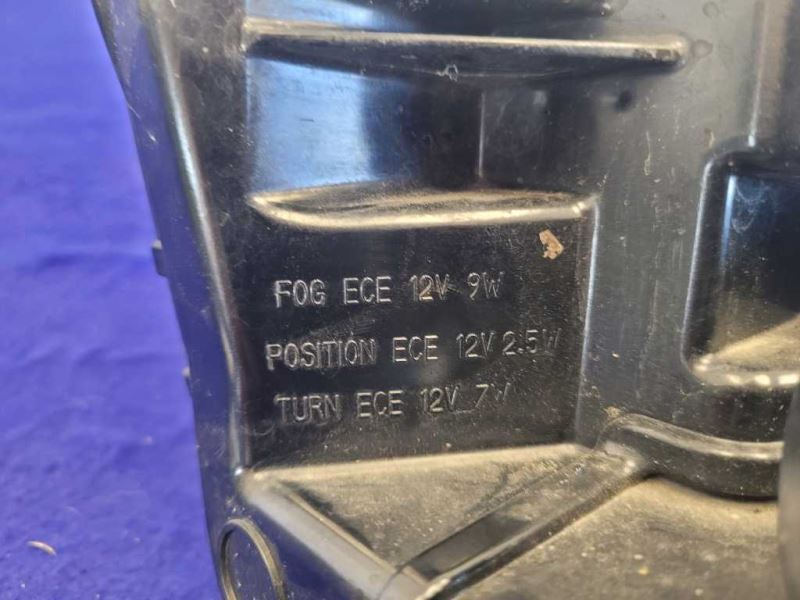 FOG ECE 12V 9W
POSITION ECE 12V 2.5W
TURN ECE 12V 7W